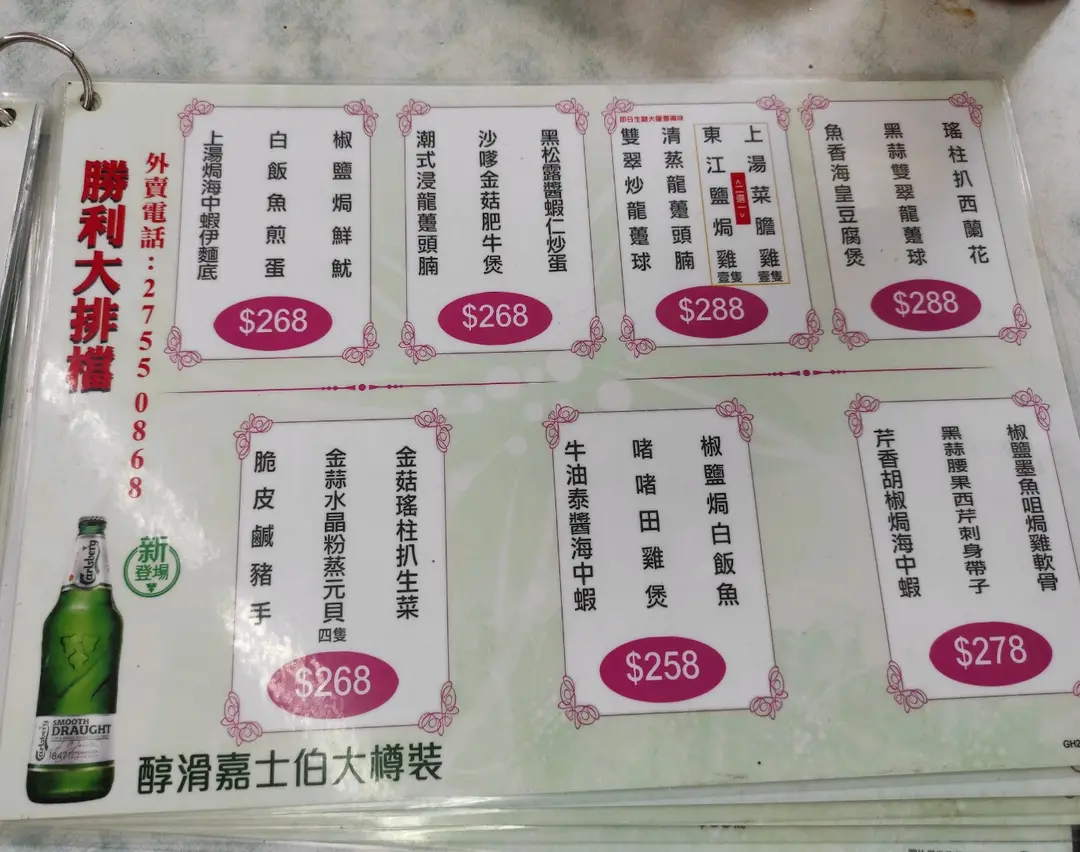 勝利大排檔
外賣電話：2755 0868
椒鹽焗鮮魷
白飯魚煎蛋
上湯焗海中蝦伊麵底
$268
黑松露醬蝦仁炒蛋
沙嗲金菇肥牛煲
潮式浸龍躉頭腩
$268
上湯菜膽雞壹隻
<二選一>
東江鹽焗雞壹隻
清蒸龍躉頭腩
雙翠炒龍躉球
$288
瑤柱扒西蘭花
黑蒜雙翠龍躉球
魚香海皇豆腐煲
$288
金菇瑤柱扒生菜
金蒜水晶粉蒸元貝四隻
脆皮鹹豬手
$268
椒鹽焗白飯魚
啫啫田雞煲
牛油泰醬海中蝦
$258
椒鹽墨魚咀焗雞軟骨
黑蒜腰果西芹刺身帶子
芹香胡椒焗海中蝦
$278
新
登場
Carlsberg
SMOOTH
DRAUGHT
Carlsberg
醇滑嘉士伯大樽裝